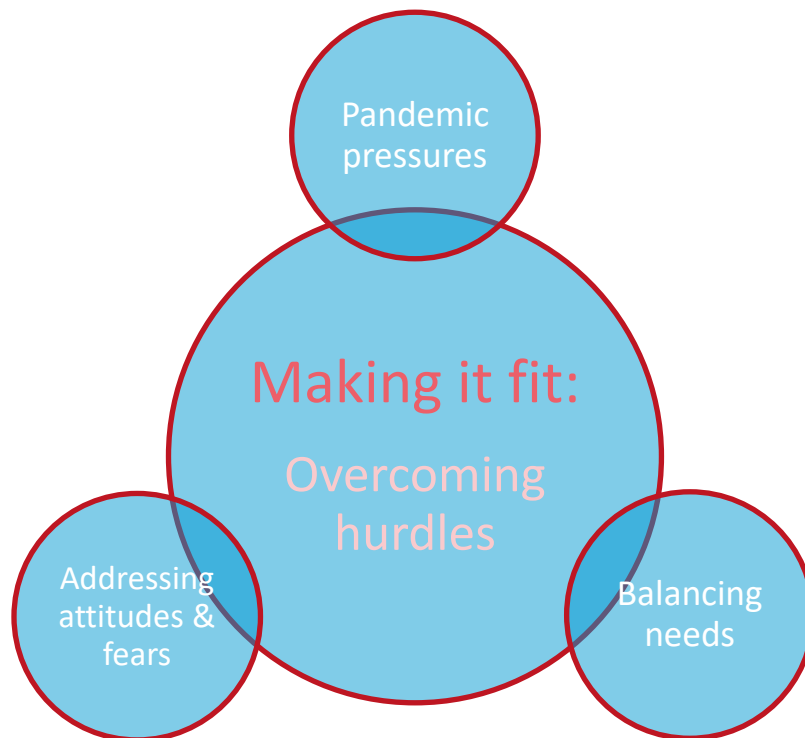 Pandemic
pressures
Making it fit:
Overcoming
hurdles
Addressing
attitudes &
fears
Balancing
needs